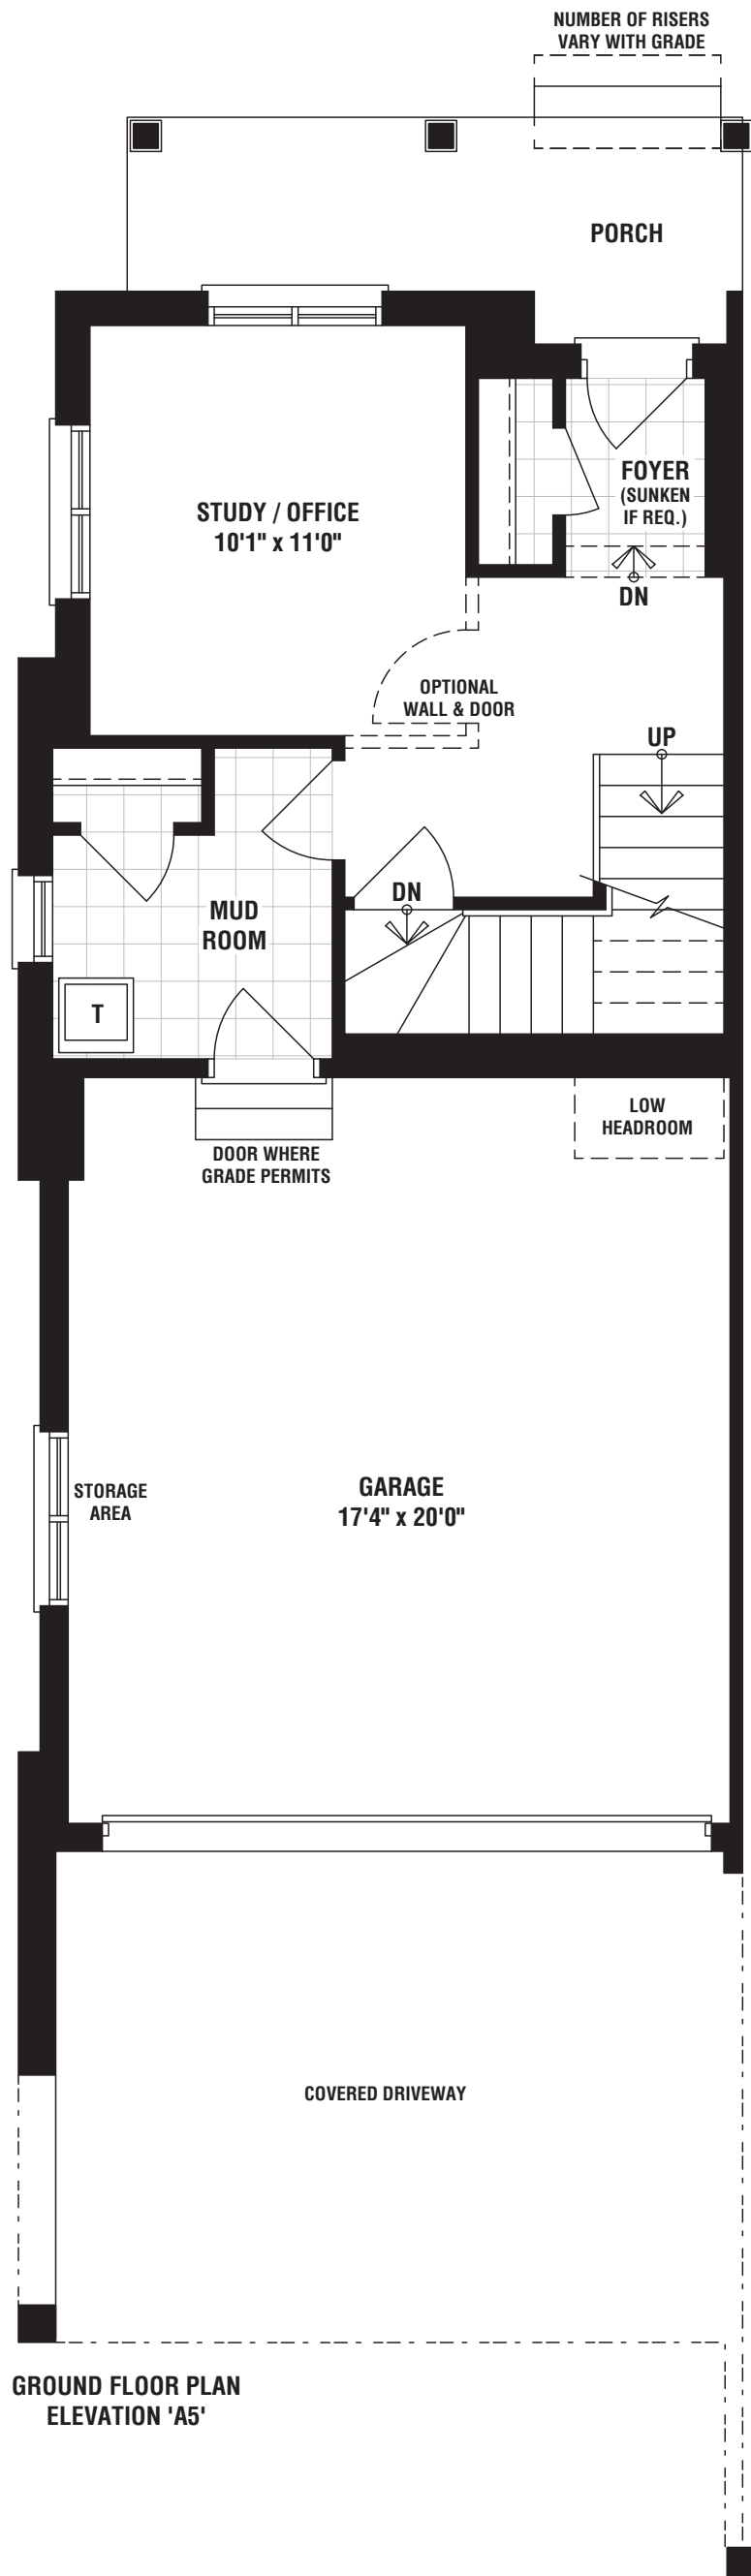 NUMBER OF RISERS
VARY WITH GRADE
PORCH
FOYER
(SUNKEN
IF REQ.)
STUDY / OFFICE
10'1" x 11'0"
DN
OPTIONAL
WALL & DOOR
UP
DN
MUD
ROOM
T
LOW
HEADROOM
DOOR WHERE
GRADE PERMITS
STORAGE
AREA
GARAGE
17'4" x 20'0"
COVERED DRIVEWAY
GROUND FLOOR PLAN
ELEVATION 'A5'